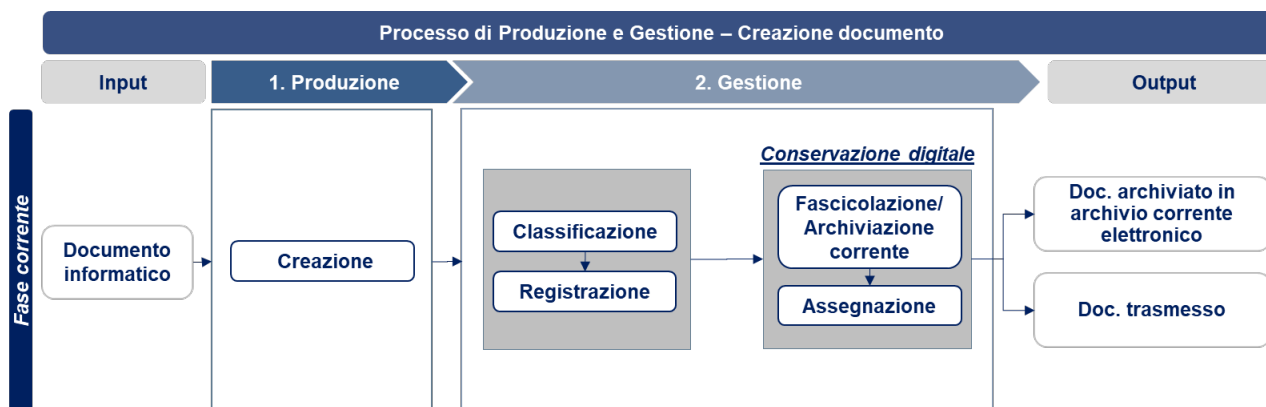 Processo di Produzione e Gestione – Creazione documento
Input
1. Produzione
2. Gestione
Output
Fase corrente
Documento
informatico
Creazione
Classificazione
Registrazione
Conservazione digitale
Fascicolazione/
Archiviazione
corrente
Assegnazione
Doc. archiviato in
archivio corrente
elettronico
Doc. trasmesso